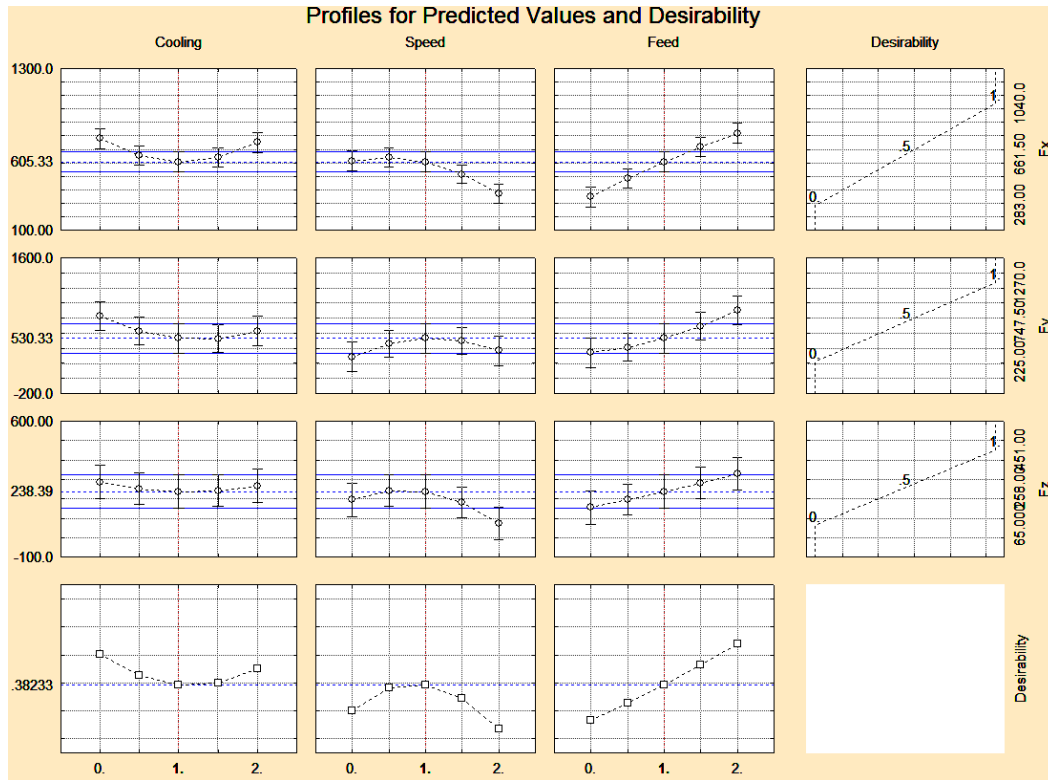 Profiles for Predicted Values and Desirability
Cooling Speed Feed Desirability
1300.0
605.33
100.00
0 .5 1
283.00 661.50 1040.0
Fx
1600.0
530.33
-200.0
0 .5 1
225.00 747.50 1270.0
Fy
600.00
238.39
-100.0
0 .5 1
65.000 258.00 451.00
Fz
.38233
Desirability
0. 1. 2. 0. 1. 2. 0. 1. 2.